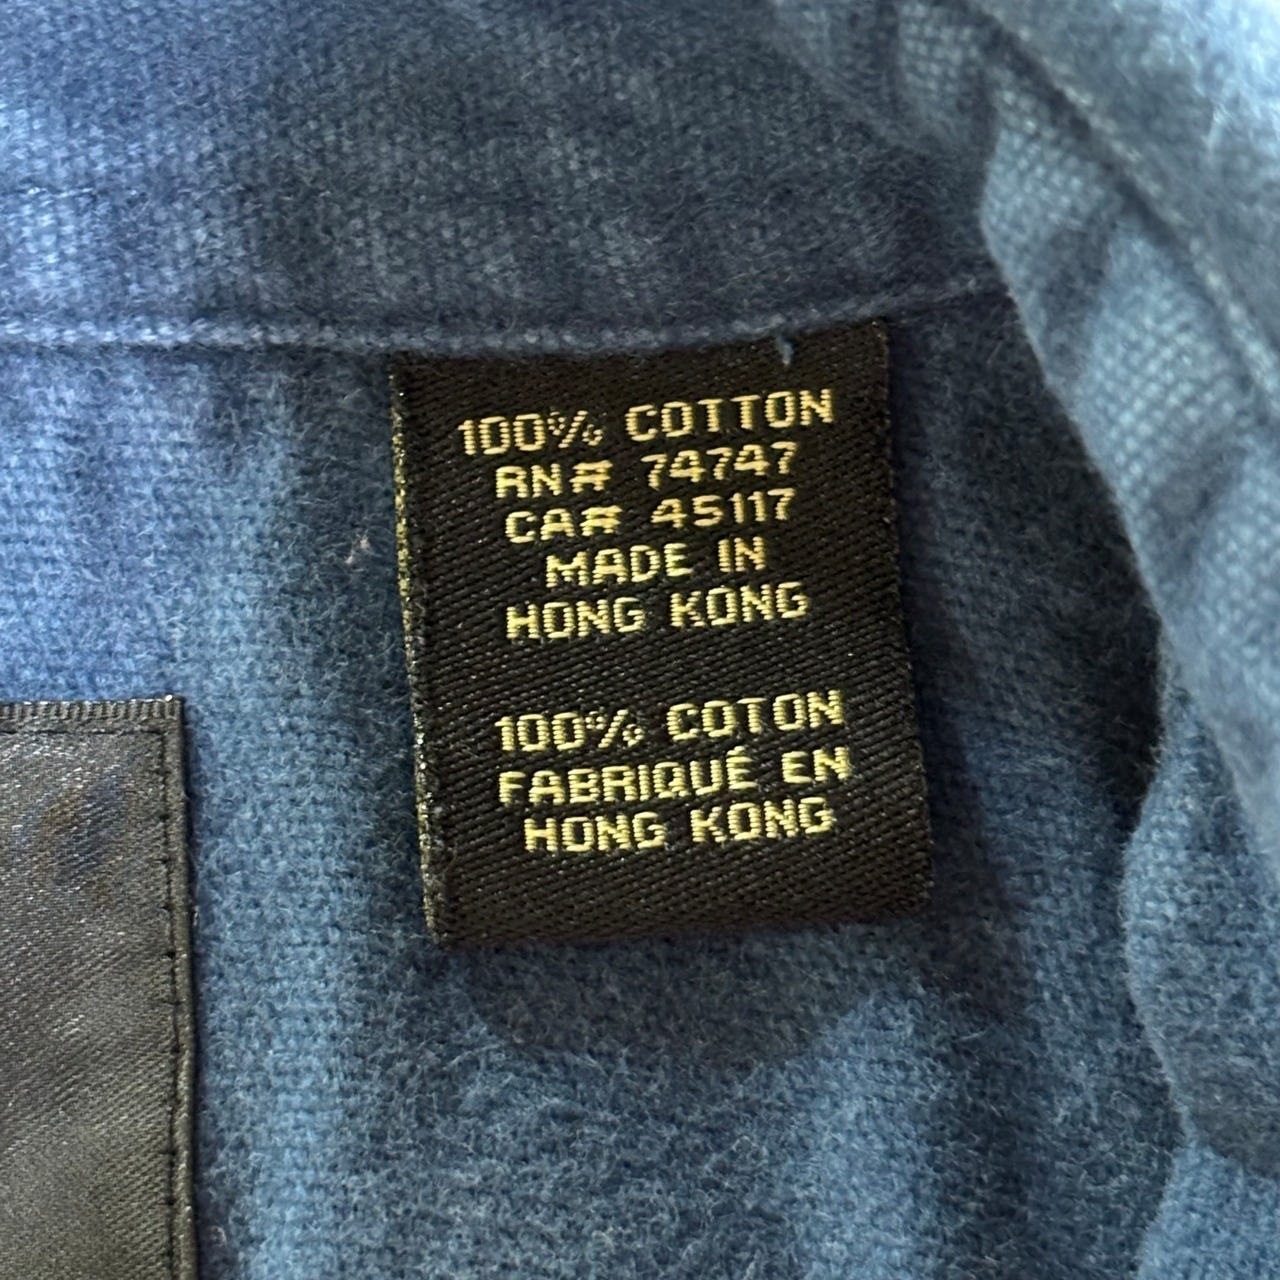 100% COTTON
RN# 74747
CA# 45117
MADE IN
HONG KONG
100% COTON
FABRIQUÉ EN
HONG KONG